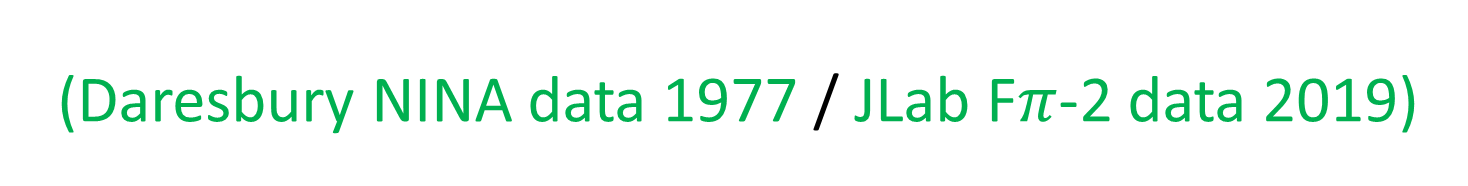 (Daresbury NINA data 1977 / JLab F𝜋-2 data 2019)